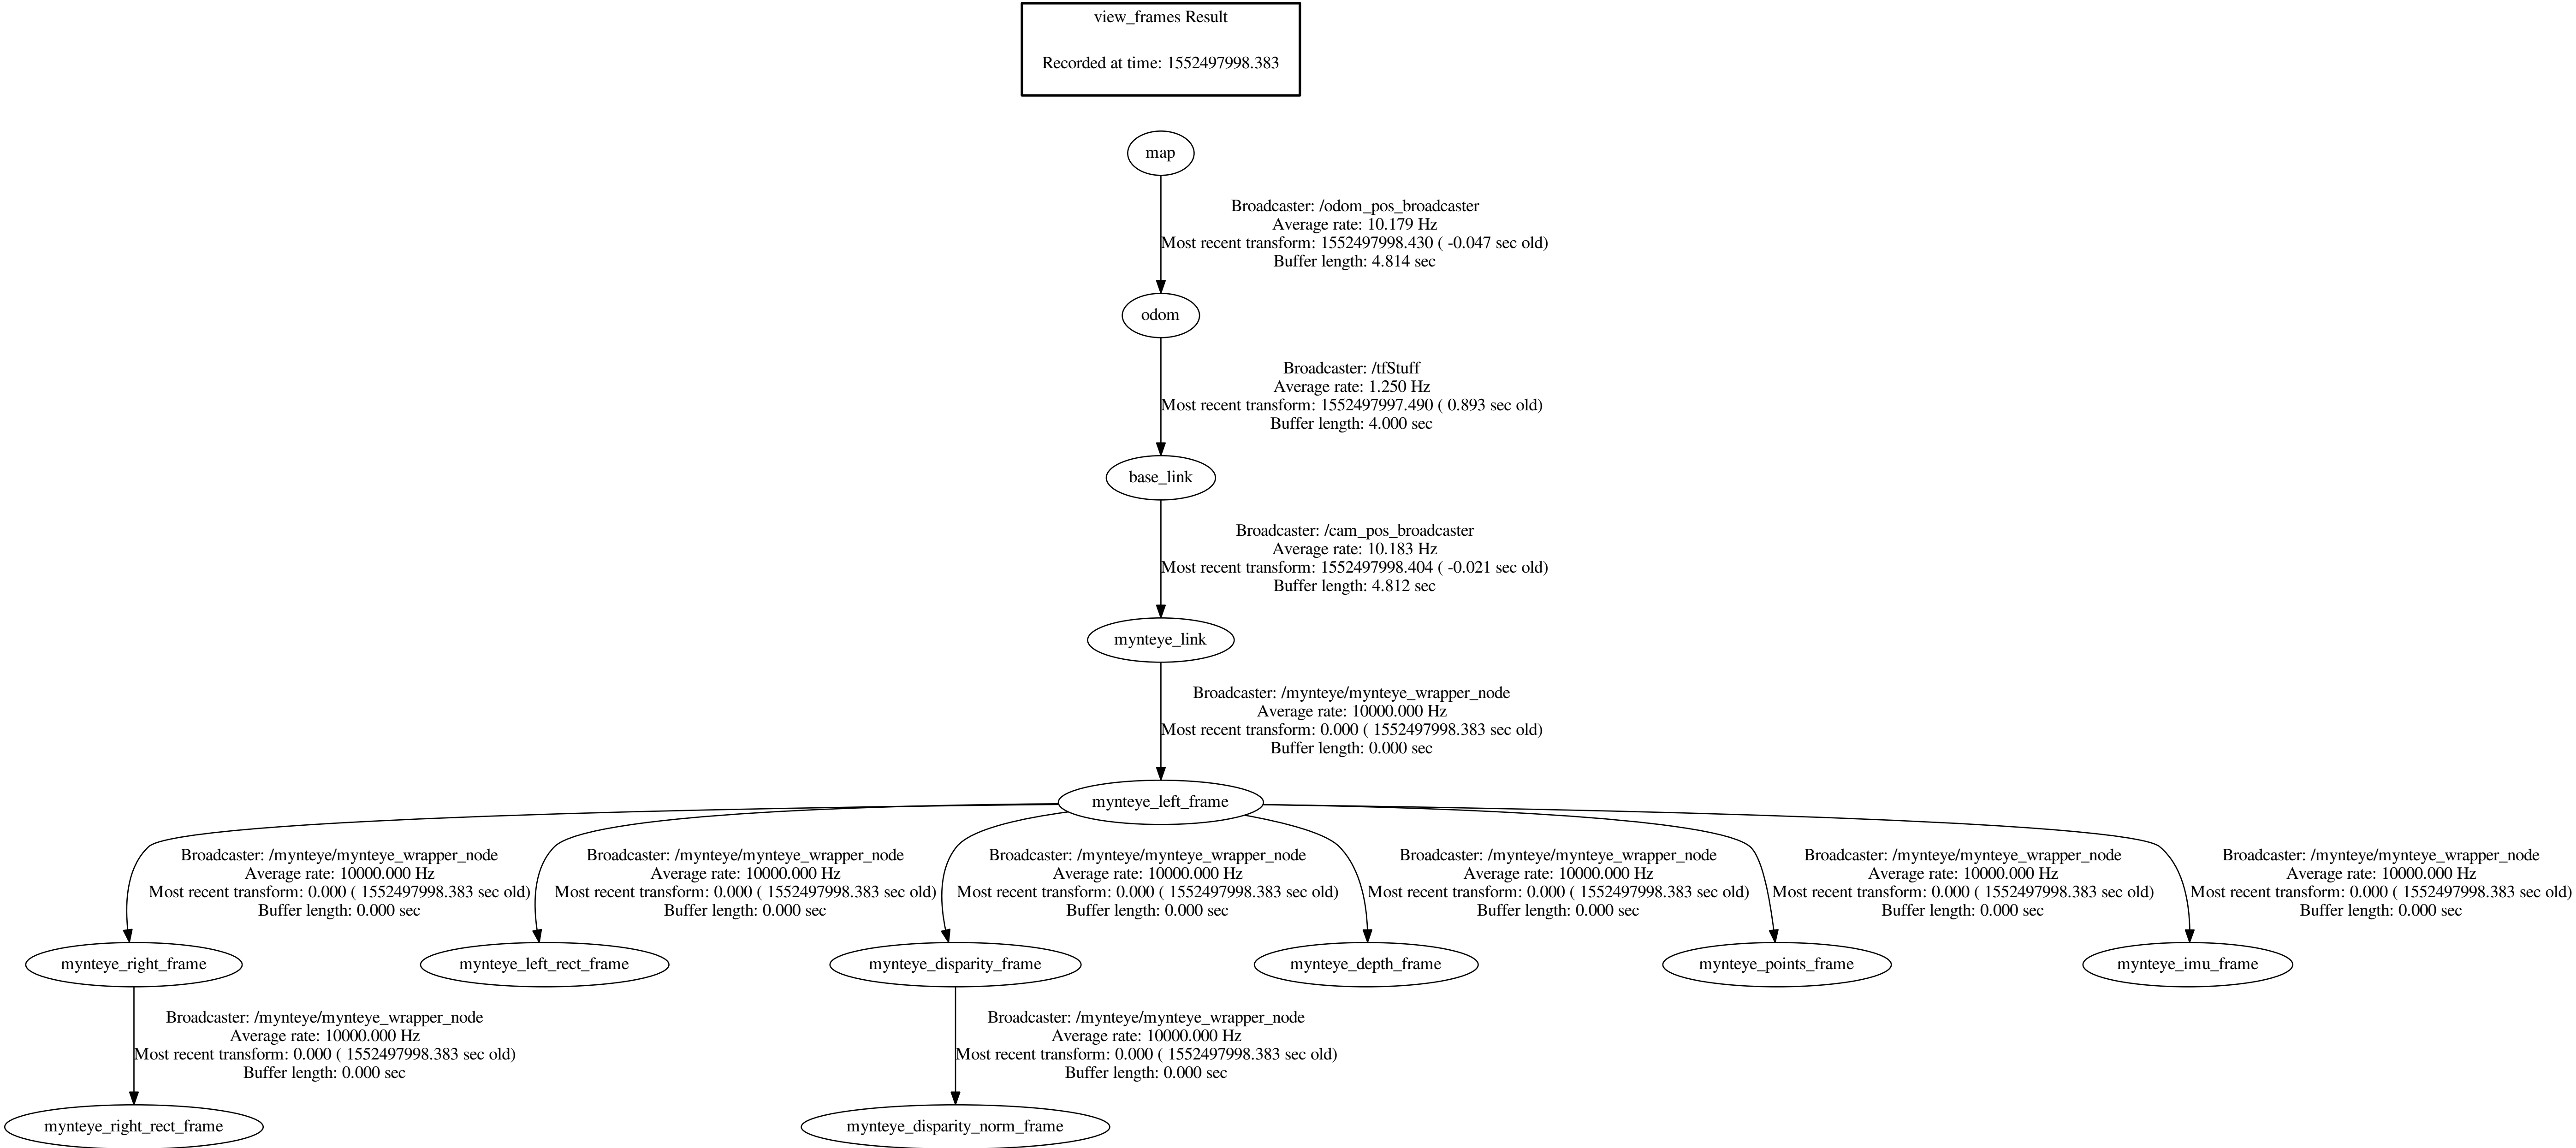 view_frames Result
Recorded at time: 1552497998.383
map
Broadcaster: /odom_pos_broadcaster
Average rate: 10.179 Hz
Most recent transform: 1552497998.430 ( -0.047 sec old)
Buffer length: 4.814 sec
odom
Broadcaster: /tfStuff
Average rate: 1.250 Hz
Most recent transform: 1552497997.490 ( 0.893 sec old)
Buffer length: 4.000 sec
base_link
Broadcaster: /cam_pos_broadcaster
Average rate: 10.183 Hz
Most recent transform: 1552497998.404 ( -0.021 sec old)
Buffer length: 4.812 sec
mynteye_link
Broadcaster: /mynteye/mynteye_wrapper_node
Average rate: 10000.000 Hz
Most recent transform: 0.000 ( 1552497998.383 sec old)
Buffer length: 0.000 sec
mynteye_left_frame
Broadcaster: /mynteye/mynteye_wrapper_node
Average rate: 10000.000 Hz
Most recent transform: 0.000 ( 1552497998.383 sec old)
Buffer length: 0.000 sec
Broadcaster: /mynteye/mynteye_wrapper_node
Average rate: 10000.000 Hz
Most recent transform: 0.000 ( 1552497998.383 sec old)
Buffer length: 0.000 sec
Broadcaster: /mynteye/mynteye_wrapper_node
Average rate: 10000.000 Hz
Most recent transform: 0.000 ( 1552497998.383 sec old)
Buffer length: 0.000 sec
Broadcaster: /mynteye/mynteye_wrapper_node
Average rate: 10000.000 Hz
Most recent transform: 0.000 ( 1552497998.383 sec old)
Buffer length: 0.000 sec
Broadcaster: /mynteye/mynteye_wrapper_node
Average rate: 10000.000 Hz
Most recent transform: 0.000 ( 1552497998.383 sec old)
Buffer length: 0.000 sec
Broadcaster: /mynteye/mynteye_wrapper_node
Average rate: 10000.000 Hz
Most recent transform: 0.000 ( 1552497998.383 sec old)
Buffer length: 0.000 sec
mynteye_right_frame
mynteye_left_rect_frame
mynteye_disparity_frame
mynteye_depth_frame
mynteye_points_frame
mynteye_imu_frame
Broadcaster: /mynteye/mynteye_wrapper_node
Average rate: 10000.000 Hz
Most recent transform: 0.000 ( 1552497998.383 sec old)
Buffer length: 0.000 sec
Broadcaster: /mynteye/mynteye_wrapper_node
Average rate: 10000.000 Hz
Most recent transform: 0.000 ( 1552497998.383 sec old)
Buffer length: 0.000 sec
mynteye_right_rect_frame
mynteye_disparity_norm_frame